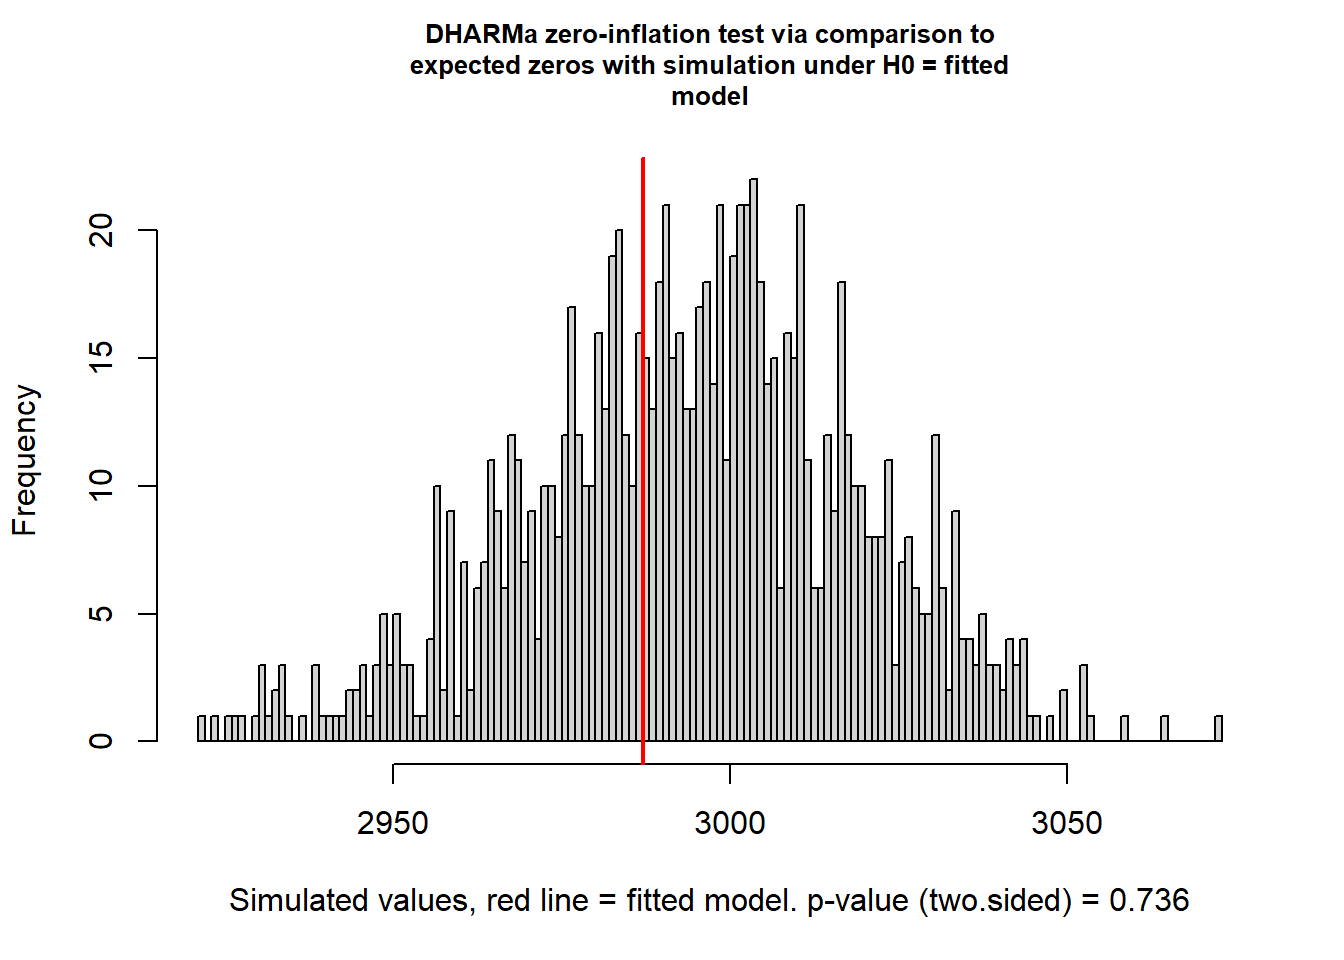 DHARMa zero-inflation test via comparison to
expected zeros with simulation under H0 = fitted
model
Frequency
20
15
10
5
0
2950 3000 3050
Simulated values, red line = fitted model. p-value (two.sided) = 0.736